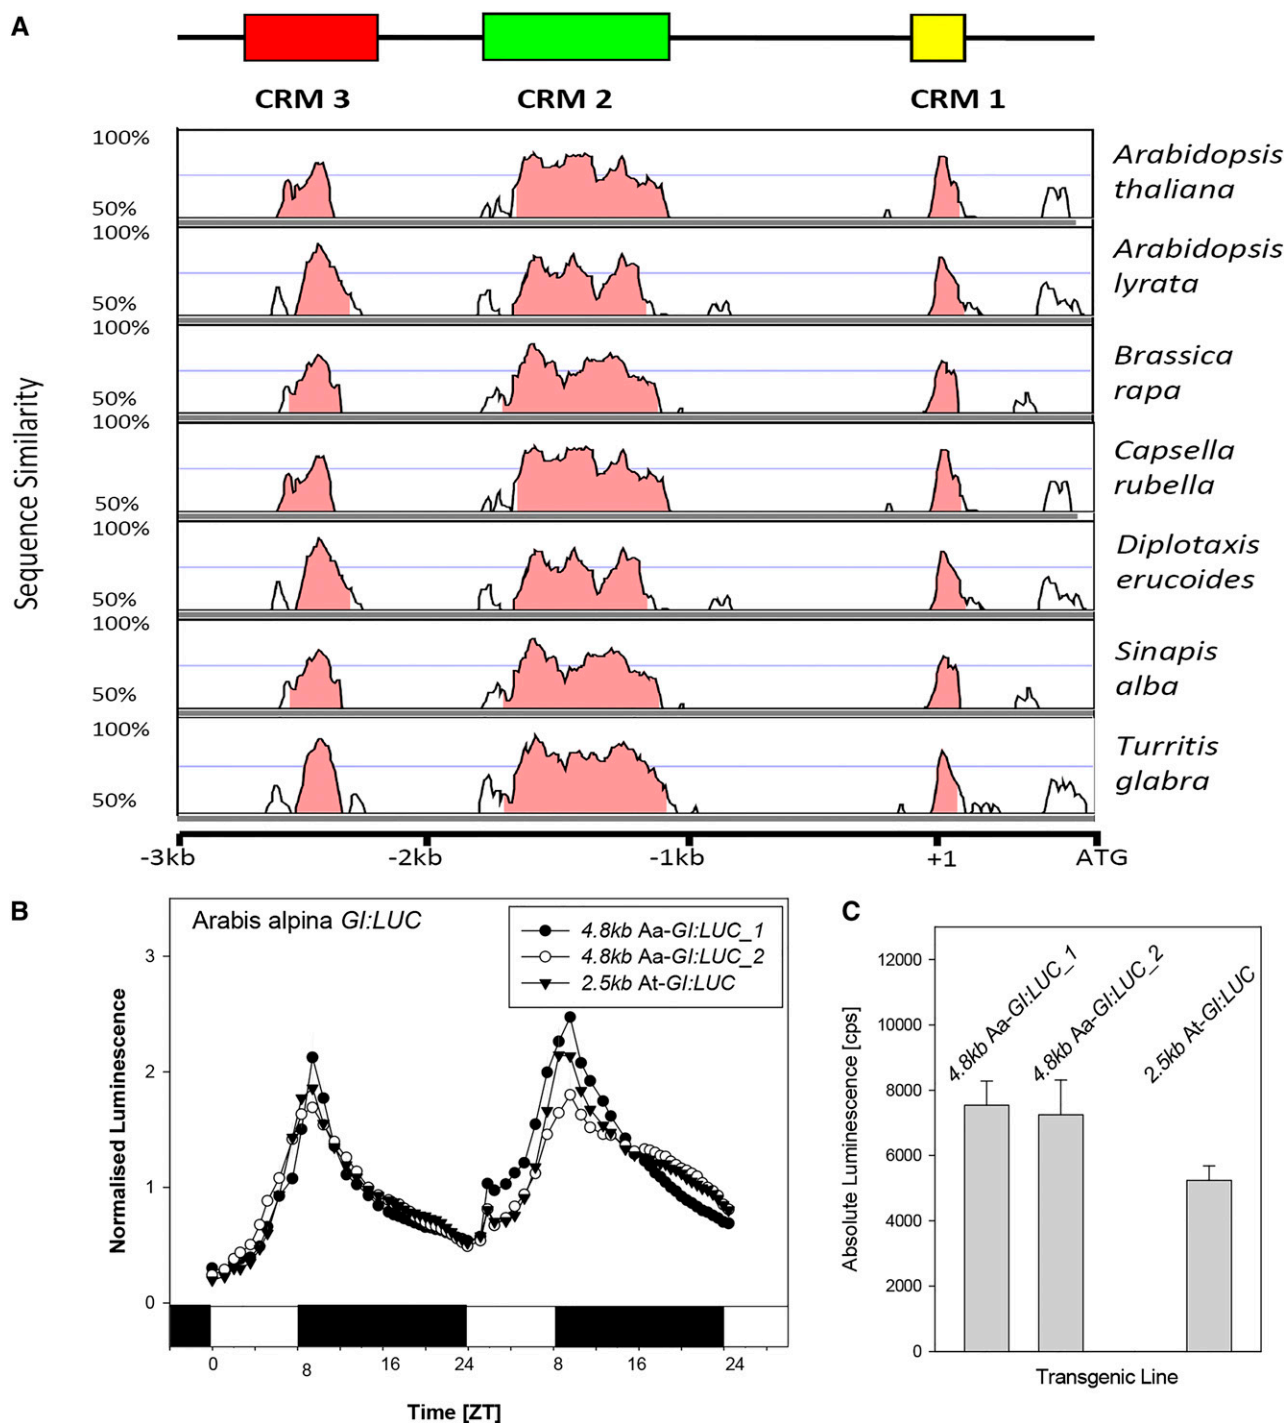 A
CRM 3 CRM 2 CRM 1
Sequence Similarity
100%
50%
Arabidopsis
thaliana
100%
50%
Arabidopsis
lyrata
100%
50%
Brassica
rapa
100%
50%
Capsella
rubella
100%
50%
Diplotaxis
erucoides
100%
50%
Sinapis
alba
100%
50%
Turritis
glabra
-3kb -2kb -1kb +1 ATG
B
Arabis alpina GI:LUC
4.8kb Aa-GI:LUC_1
4.8kb Aa-GI:LUC_2
2.5kb At-GI:LUC
Normalised Luminescence
3
2
1
0
0 8 16 24 8 16 24
Time [ZT]
C
Absolute Luminescence [cps]
12000
10000
8000
6000
4000
2000
0
4.8kb Aa-GI:LUC_1
4.8kb Aa-GI:LUC_2
2.5kb At-GI:LUC
Transgenic Line